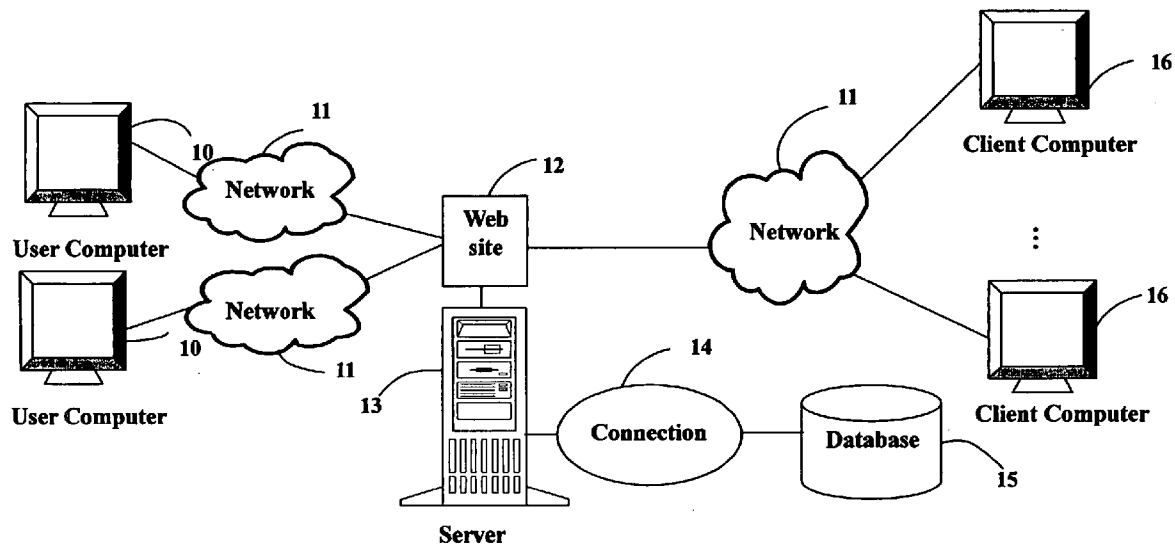 16
11
11
10
Client Computer
Network
12
Web
site
Network
User Computer
Network
16
10
11
14
13
Client Computer
User Computer
Connection
Database
15
Server